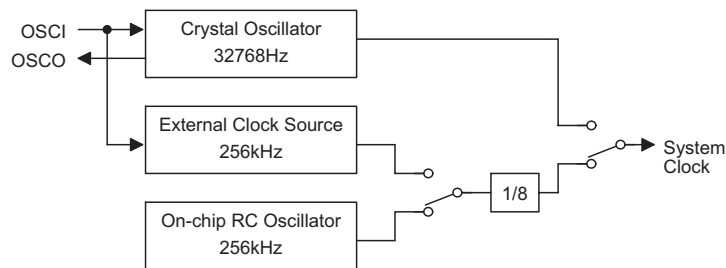 OSCI
OSCO
Crystal Oscillator
32768Hz
External Clock Source
256kHz
On-chip RC Oscillator
256kHz
1/8
System
Clock